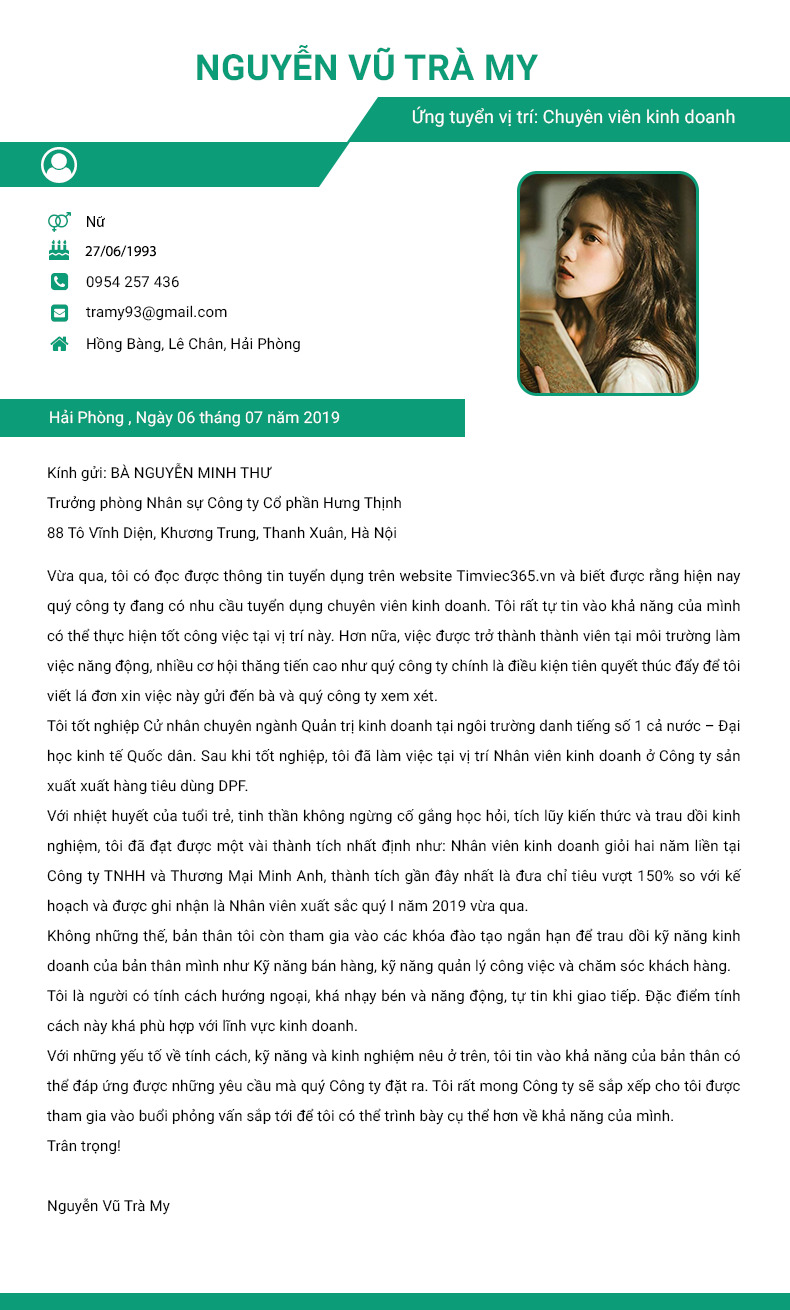 NGUYỄN VŨ TRÀ MY
Ứng tuyển vị trí: Chuyên viên kinh doanh
Nữ
27/06/1993
0954 257 436
tramy93@gmail.com
Hồng Bàng, Lê Chân, Hải Phòng
Hải Phòng , Ngày 06 tháng 07 năm 2019
Kính gửi: BÀ NGUYỄN MINH THƯ
Trưởng phòng Nhân sự Công ty Cổ phần Hưng Thịnh
88 Tô Vĩnh Diện, Khương Trung, Thanh Xuân, Hà Nội
Vừa qua, tôi có đọc được thông tin tuyển dụng trên website Timviec365.vn và biết được rằng hiện nay
quý công ty đang có nhu cầu tuyển dụng chuyên viên kinh doanh. Tôi rất tự tin vào khả năng của mình
có thể thực hiện tốt công việc tại vị trí này. Hơn nữa, việc được trở thành thành viên tại môi trường làm
việc năng động, nhiều cơ hội thăng tiến cao như quý công ty chính là điều kiện tiên quyết thúc đẩy để tôi
viết lá đơn xin việc này gửi đến bà và quý công ty xem xét.
Tôi tốt nghiệp Cử nhân chuyên ngành Quản trị kinh doanh tại ngôi trường danh tiếng số 1 cả nước – Đại
học kinh tế Quốc dân. Sau khi tốt nghiệp, tôi đã làm việc tại vị trí Nhân viên kinh doanh ở Công ty sản
xuất xuất hàng tiêu dùng DPF.
Với nhiệt huyết của tuổi trẻ, tinh thần không ngừng cố gắng học hỏi, tích lũy kiến thức và trau dồi kinh
nghiệm, tôi đã đạt được một vài thành tích nhất định như: Nhân viên kinh doanh giỏi hai năm liền tại
Công ty TNHH và Thương Mại Minh Anh, thành tích gần đây nhất là đưa chỉ tiêu vượt 150% so với kế
hoạch và được ghi nhận là Nhân viên xuất sắc quý I năm 2019 vừa qua.
Không những thế, bản thân tôi còn tham gia vào các khóa đào tạo ngắn hạn để trau dồi kỹ năng kinh
doanh của bản thân mình như Kỹ năng bán hàng, kỹ năng quản lý công việc và chăm sóc khách hàng.
Tôi là người có tính cách hướng ngoại, khá nhạy bén và năng động, tự tin khi giao tiếp. Đặc điểm tính
cách này khá phù hợp với lĩnh vực kinh doanh.
Với những yếu tố về tính cách, kỹ năng và kinh nghiệm nêu ở trên, tôi tin vào khả năng của bản thân có
thể đáp ứng được những yêu cầu mà quý Công ty đặt ra. Tôi rất mong Công ty sẽ sắp xếp cho tôi được
tham gia vào buổi phỏng vấn sắp tới để tôi có thể trình bày cụ thể hơn về khả năng của mình.
Trân trọng!
Nguyễn Vũ Trà My